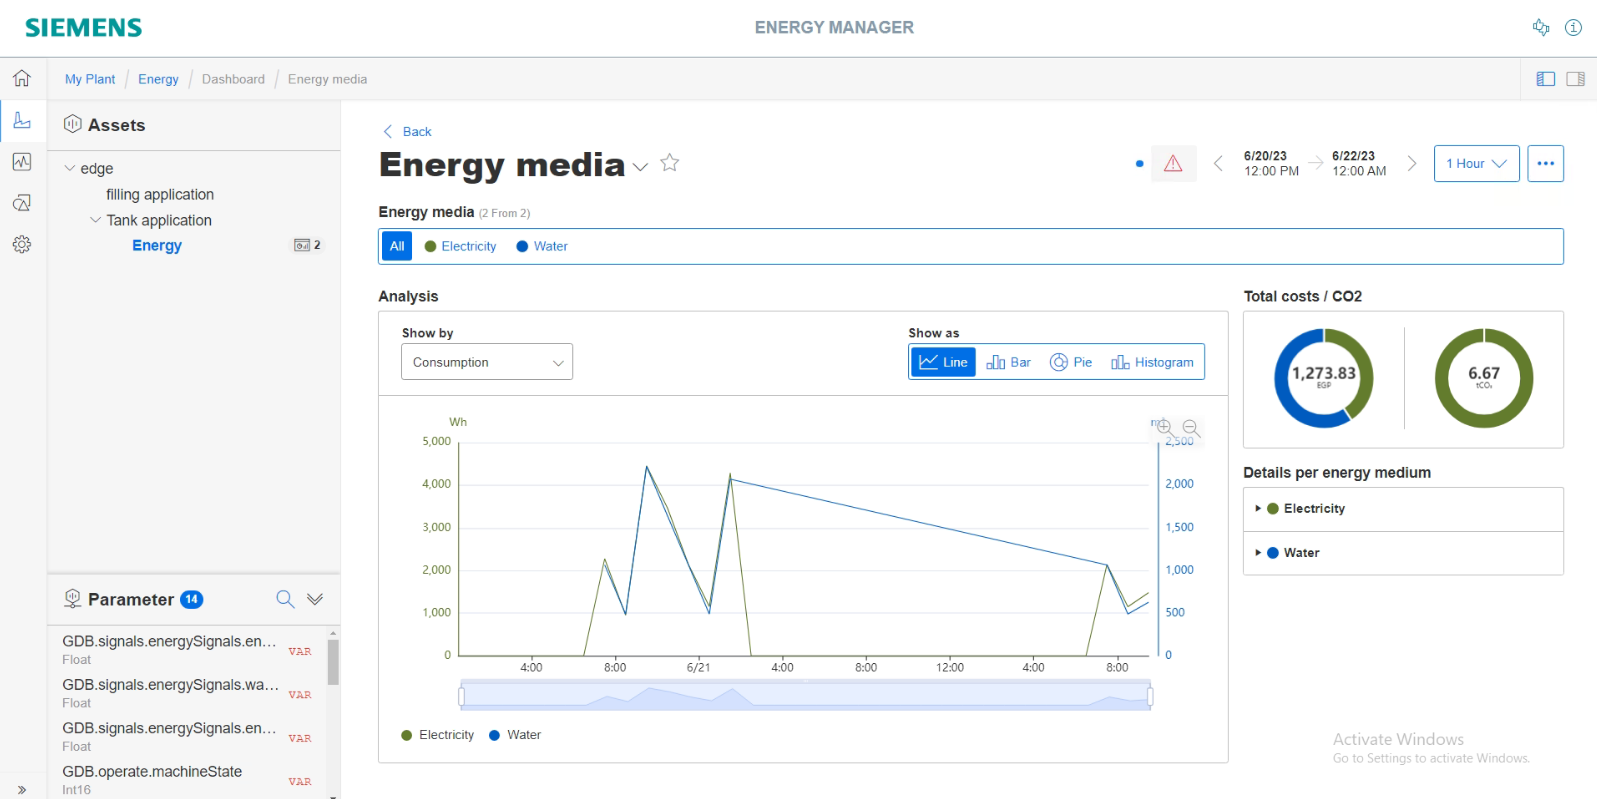 SIEMENS
ENERGY MANAGER
My Plant / Energy / Dashboard / Energy media
Assets
edge
filling application
Tank application
Energy
2
Back
Energy media
6/20/23
12:00 PM
6/22/23
12:00 AM
1 Hour
Energy media (2 From 2)
All
Electricity
Water
Analysis
Show by
Consumption
Show as
Line
Bar
Pie
Histogram
Wh
5,000
4,000
3,000
2,000
1,000
0
2,500
2,000
1,500
1,000
500
0
4:00
8:00
6/21
4:00
8:00
12:00
4:00
8:00
Electricity
Water
Total costs / CO2
1,273.83
EGP
6.67
tCO₂
Details per energy medium
Electricity
Water
Parameter 14
GDB.signals.energySignals.en...
Float
VAR
GDB.signals.energySignals.wa...
Float
VAR
GDB.signals.energySignals.en...
Float
VAR
GDB.operate.machineState
Int16
VAR
Activate Windows
Go to Settings to activate Windows.